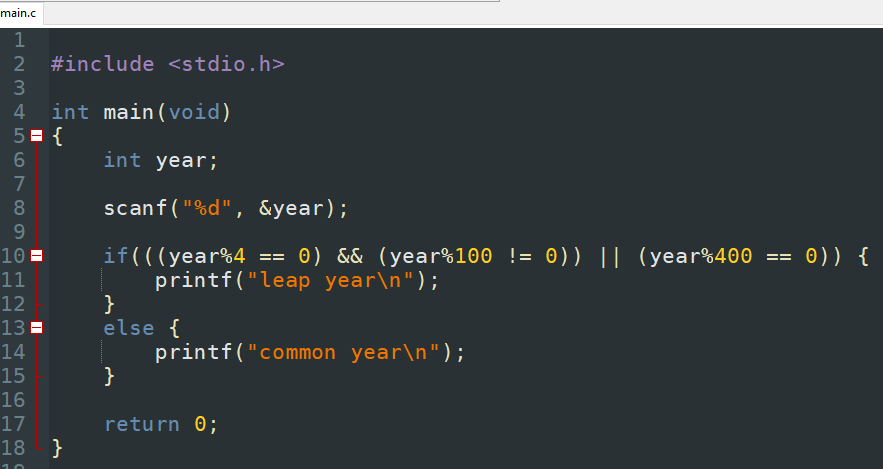 main.c
1
2 #include <stdio.h>
3
4 int main(void)
5 {
6     int year;
7
8     scanf("%d", &year);
9
10     if(((year%4 == 0) && (year%100 != 0)) || (year%400 == 0)) {
11         printf("leap year\n");
12     }
13     else {
14         printf("common year\n");
15     }
16
17     return 0;
18 }